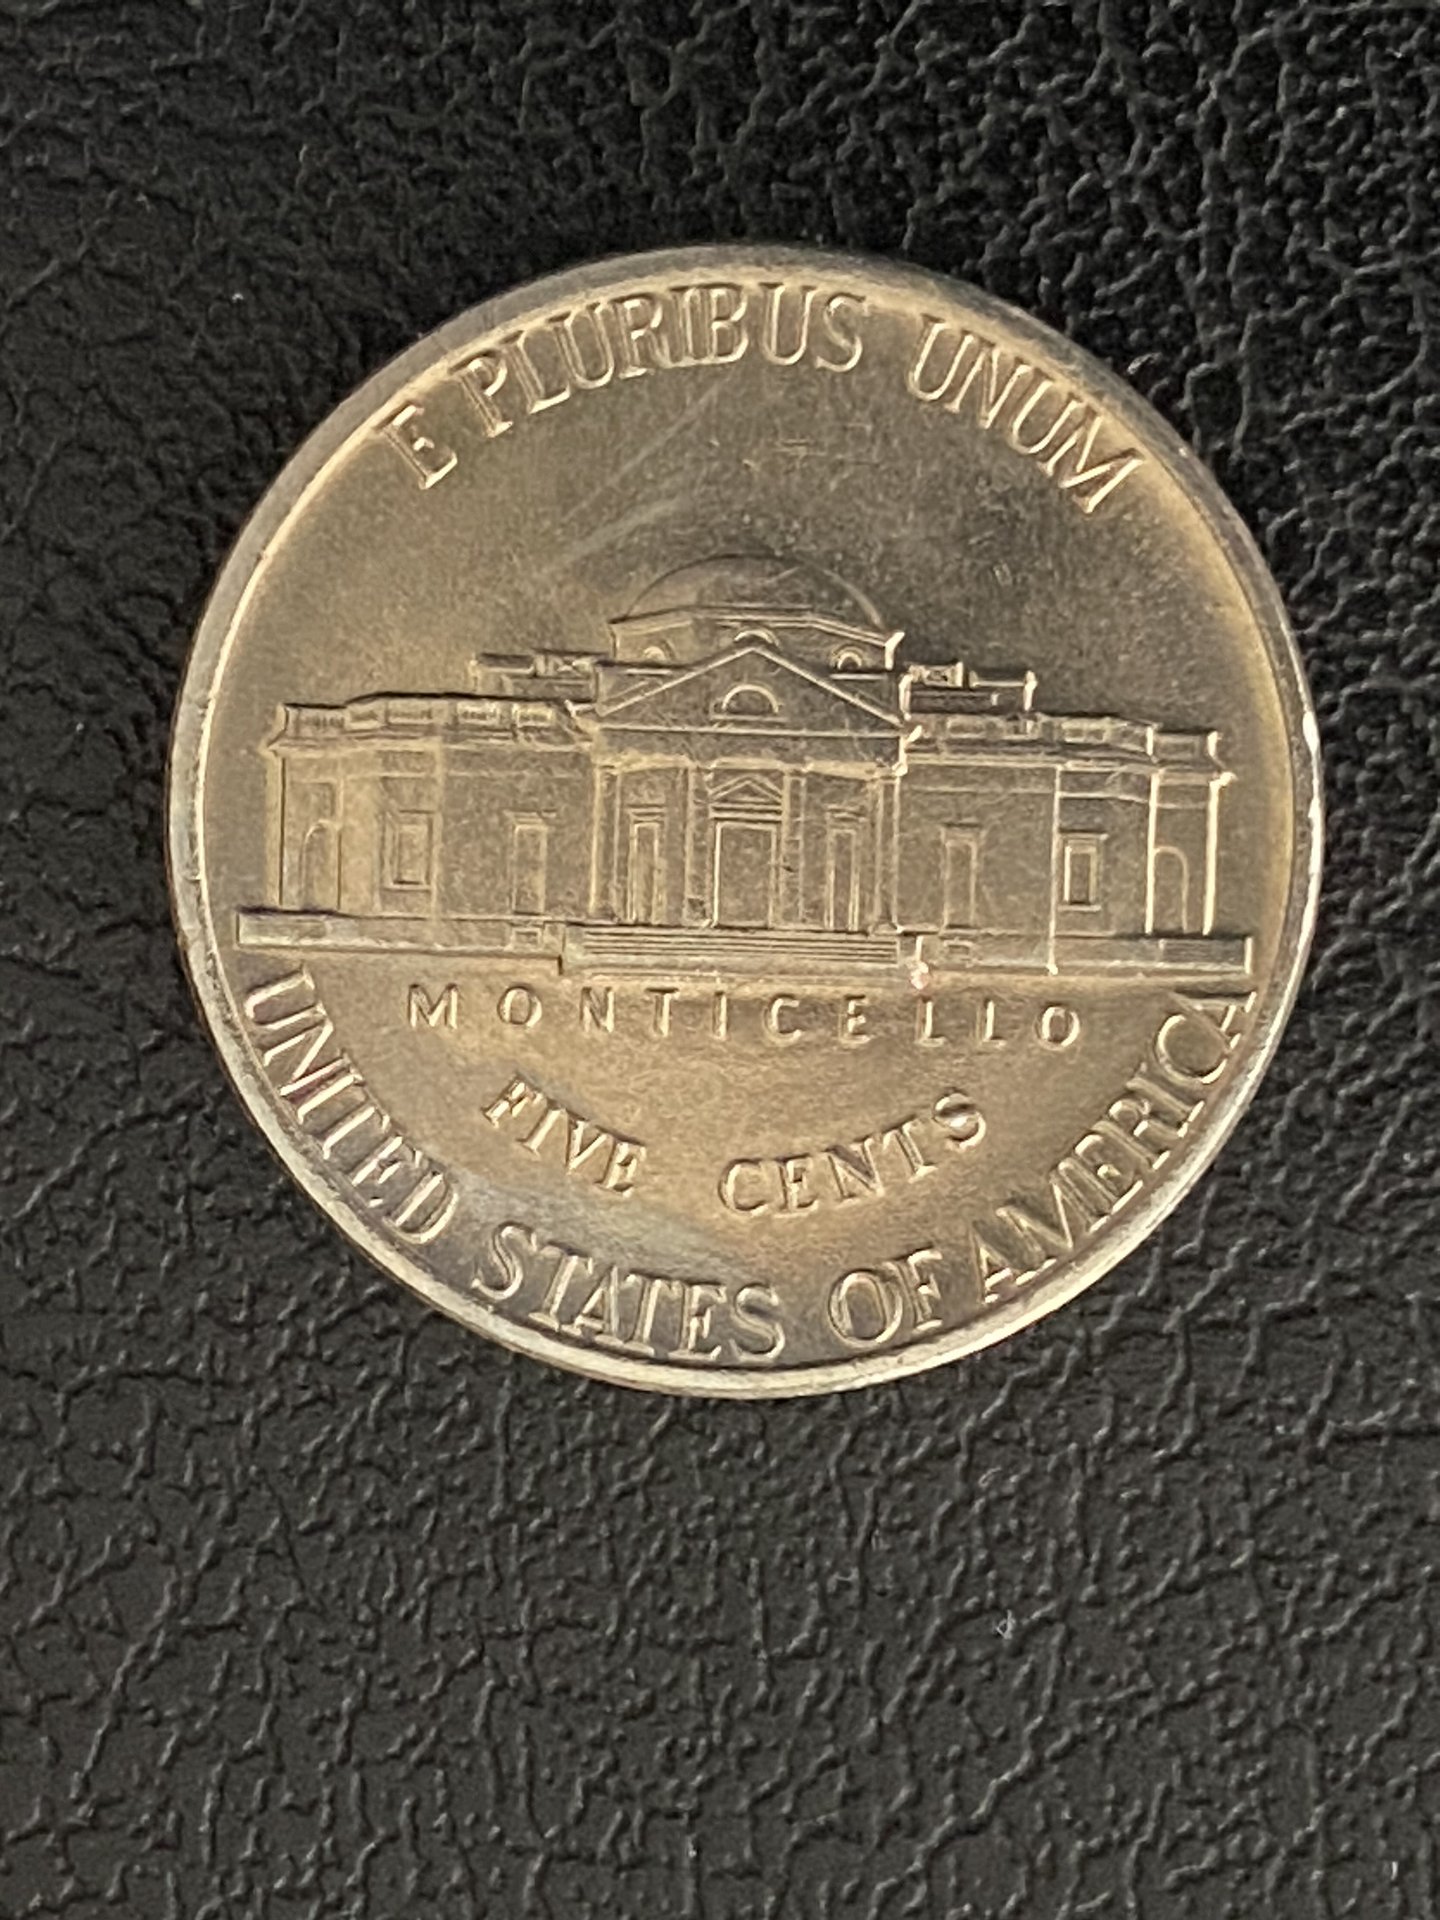 E PLURIBUS UNUM
MONTICELLO
FIVE CENTS
UNITED STATES OF AMERICA